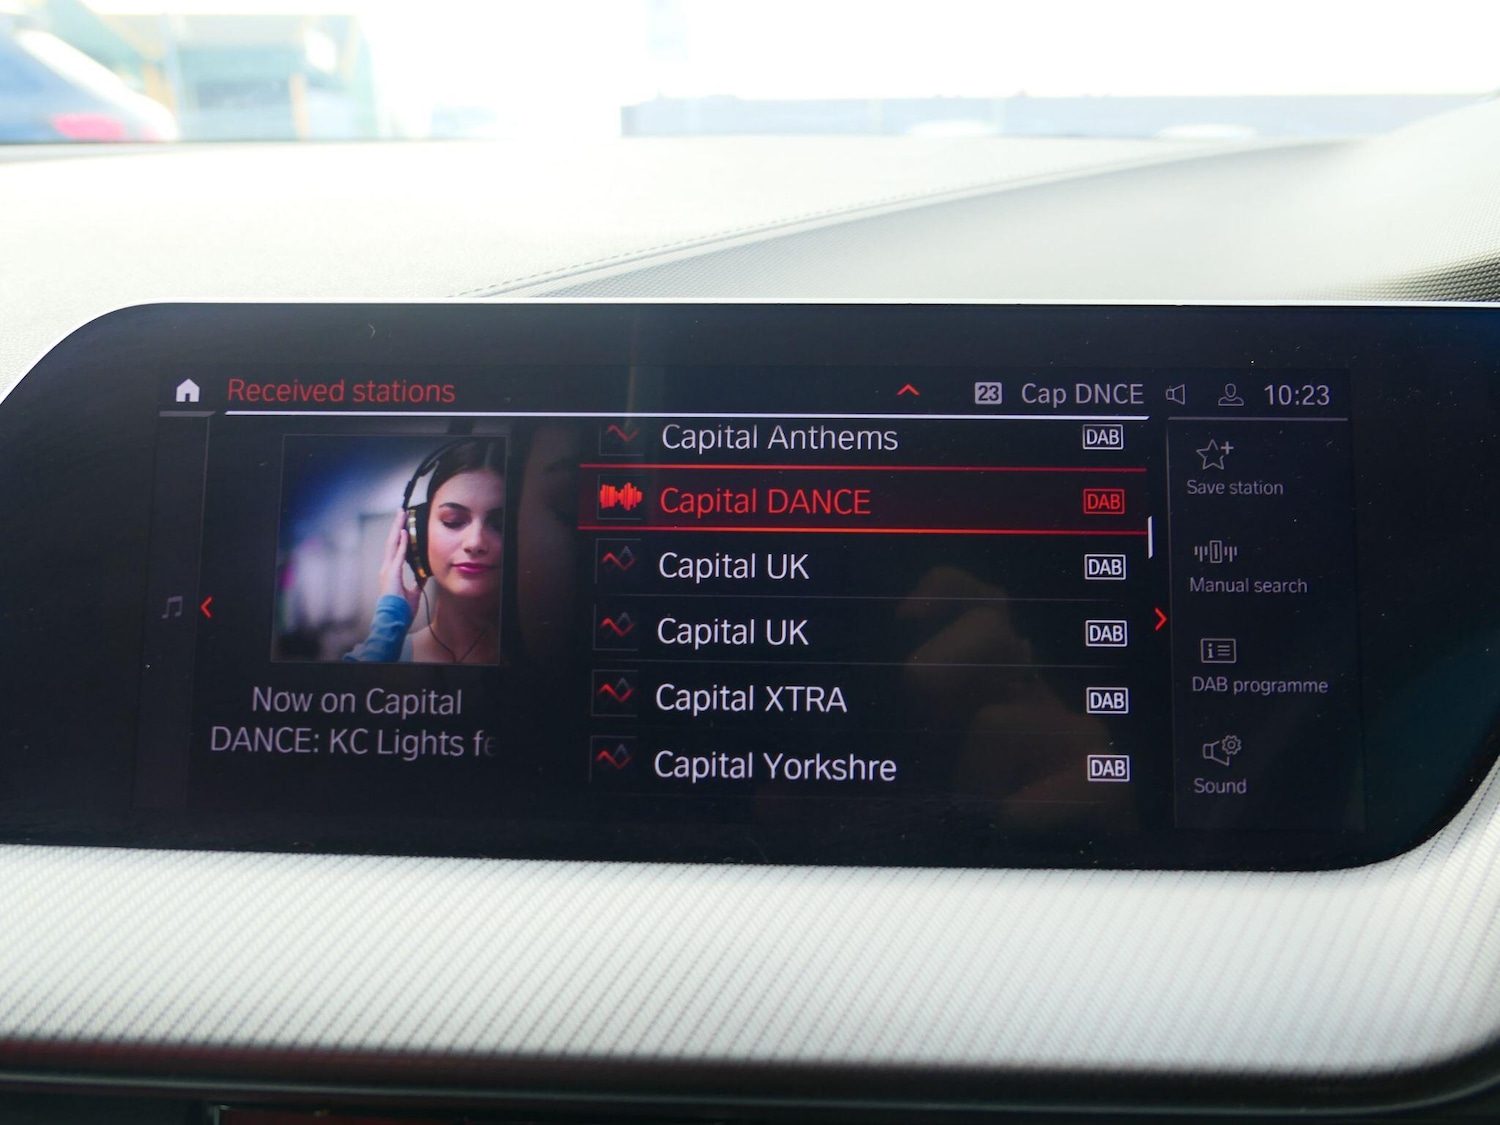 Received stations
23 Cap DNCE 10:23
Capital Anthems DAB
Capital DANCE DAB
Capital UK DAB
Capital UK DAB
Capital XTRA DAB
Capital Yorkshre DAB
Now on Capital
DANCE: KC Lights fe
Save station
Manual search
DAB programme
Sound